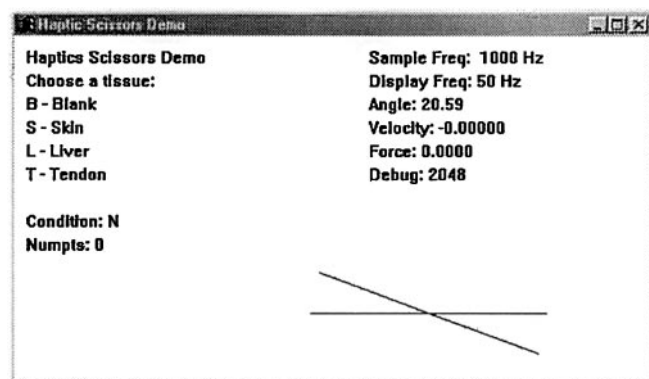 Haptic Scissors Demo
Haptics Scissors Demo
Choose a tissue:
B - Blank
S - Skin
L - Liver
T - Tendon
Condition: N
Numpts: 0
Sample Freq: 1000 Hz
Display Freq: 50 Hz
Angle: 20.59
Velocity: -0.00000
Force: 0.0000
Debug: 2048